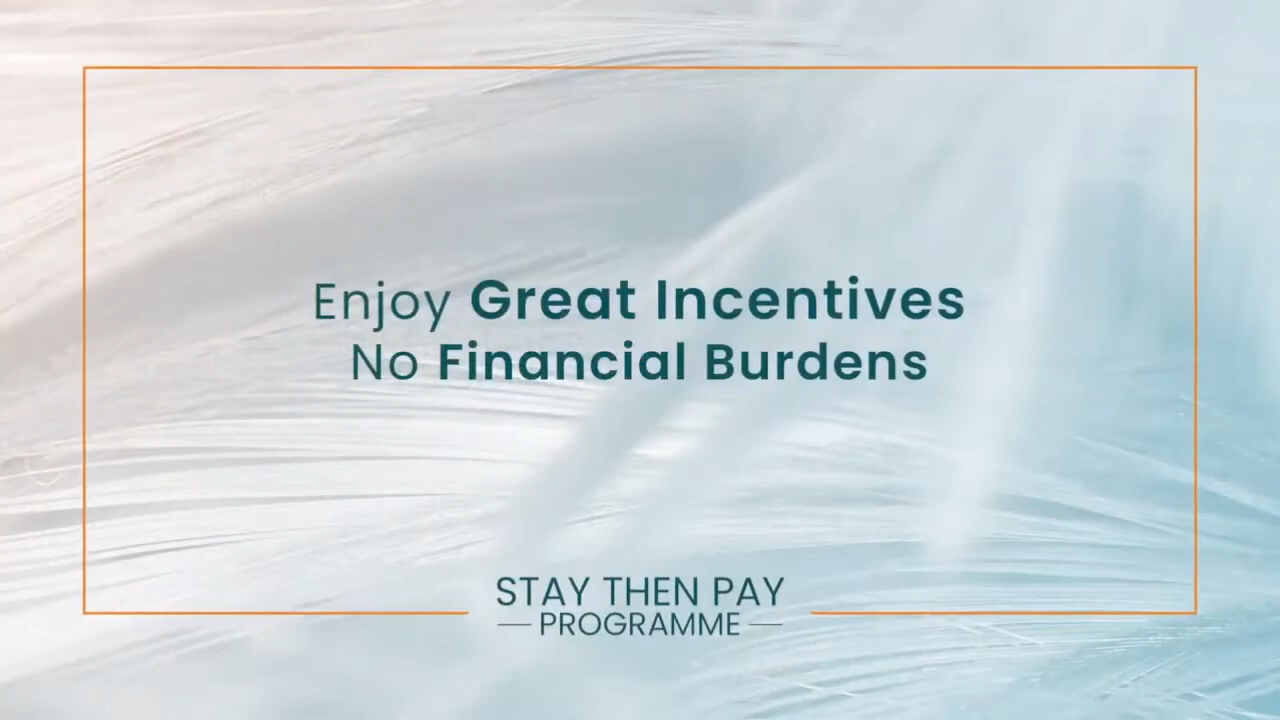 Enjoy Great Incentives
No Financial Burdens
STAY THEN PAY
PROGRAMME